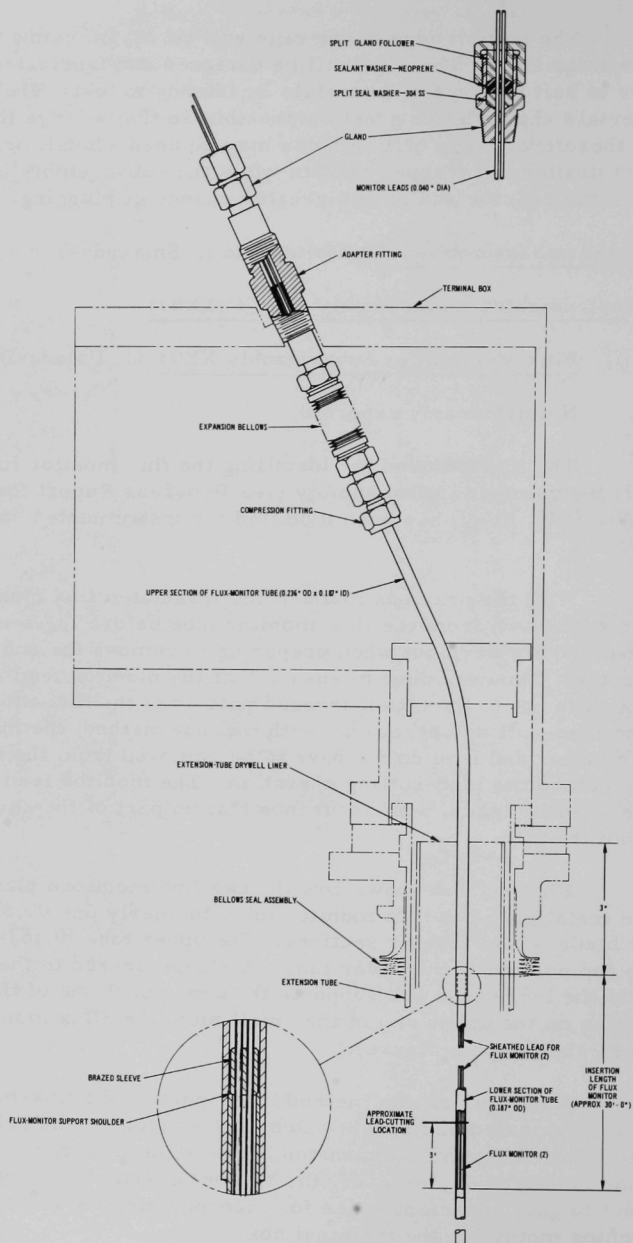 SPLIT GLAND FOLLOWER
SEALANT WASHER—NEOPRENE
SPLIT SEAL WASHER—304 SS
GLAND
MONITOR LEADS (0.040" DIA)
ADAPTER FITTING
TERMINAL BOX
EXPANSION BELLOWS
COMPRESSION FITTING
UPPER SECTION OF FLUX-MONITOR TUBE (0.236" OD x 0.187" ID)
EXTENSION-TUBE DRYWELL LINER
3'
BELLOWS SEAL ASSEMBLY
EXTENSION TUBE
BRAZED SLEEVE
FLUX-MONITOR SUPPORT SHOULDER
SHEATHED LEAD FOR
FLUX MONITOR (2)
LOWER SECTION OF
FLUX-MONITOR TUBE
(0.187" OD)
INSERTION
LENGTH
OF FLUX
MONITOR
(APPROX 30'-0")
APPROXIMATE
LEAD-CUTTING
LOCATION
3'
FLUX MONITOR (2)